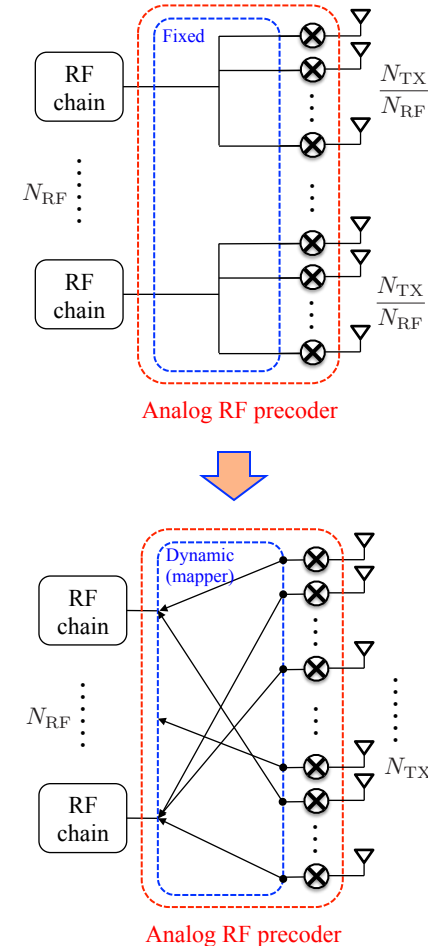 Fixed
RF
chain
N_TX
N_RF
N_RF
RF
chain
N_TX
N_RF
Analog RF precoder
Dynamic
(mapper)
RF
chain
N_RF
N_TX
RF
chain
Analog RF precoder